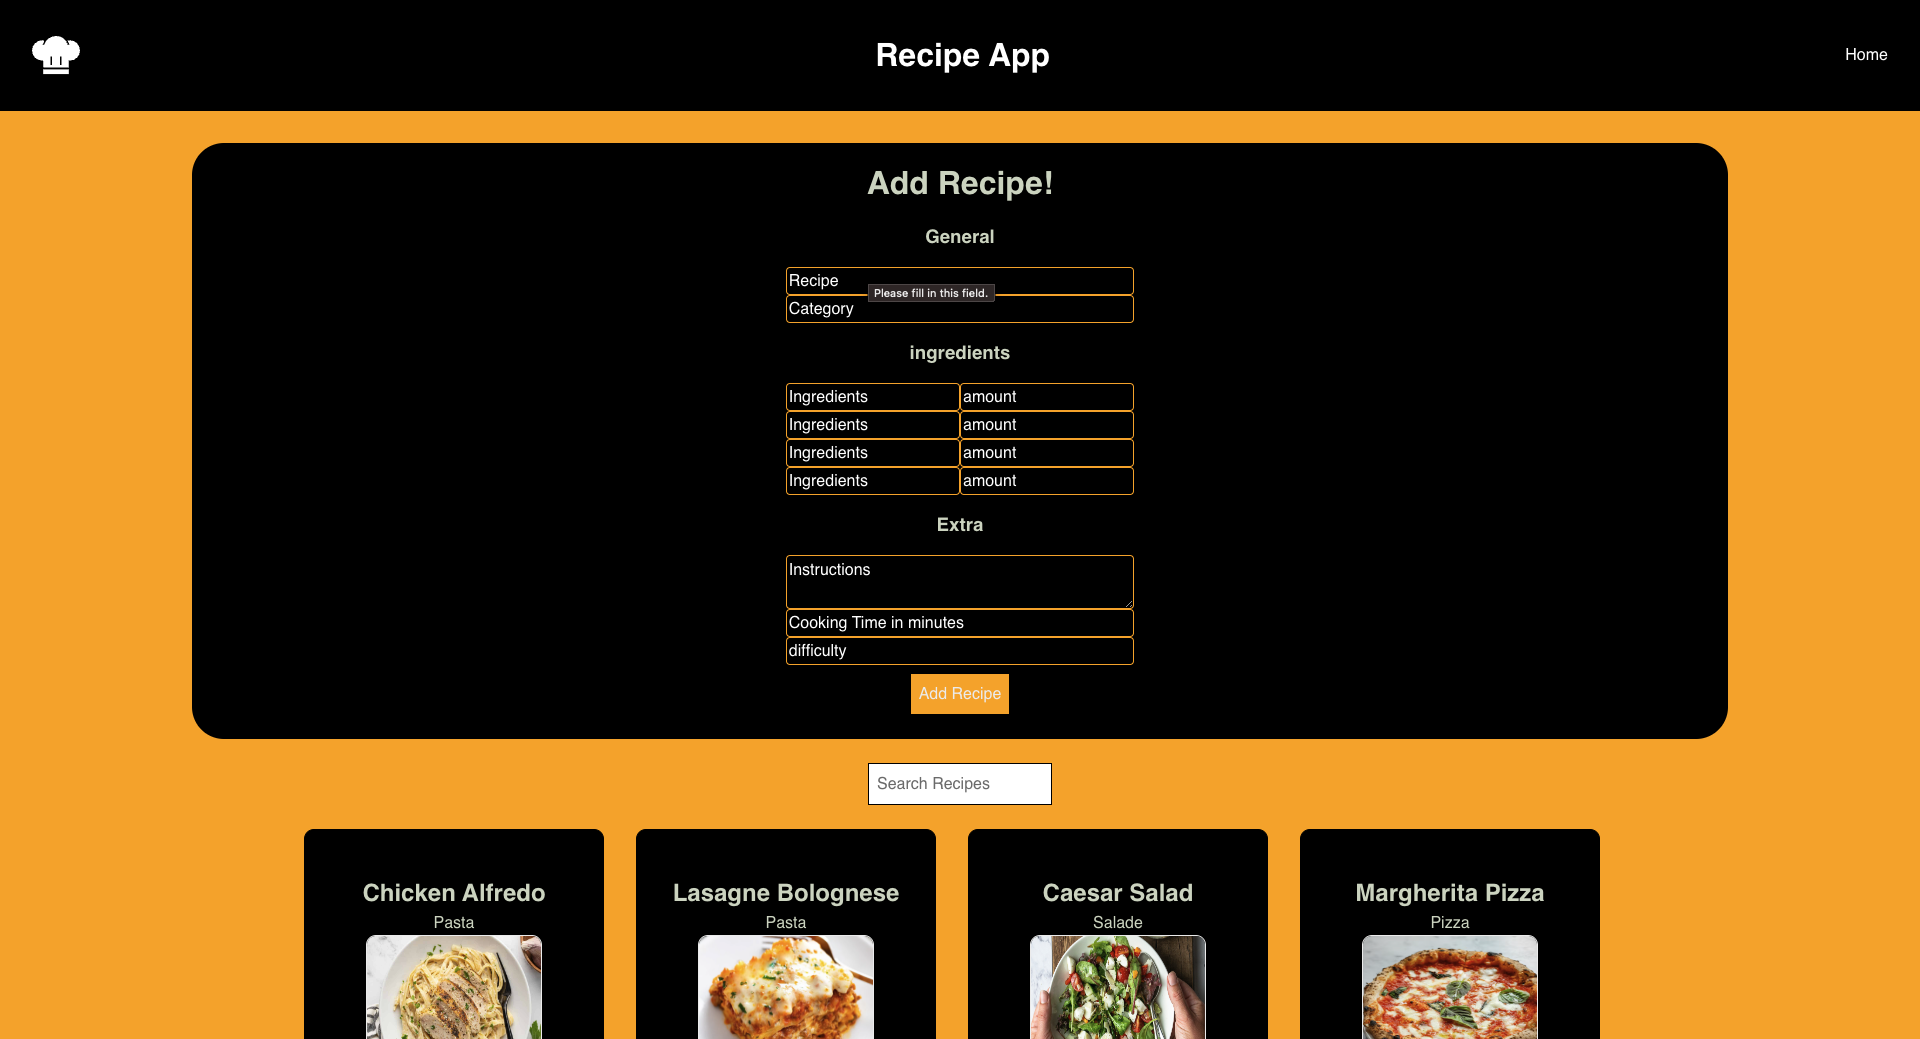 Recipe App
Home
Add Recipe!
General
Recipe
Please fill in this field.
Category
ingredients
Ingredients amount
Ingredients amount
Ingredients amount
Ingredients amount
Extra
Instructions
Cooking Time in minutes
difficulty
Add Recipe
Search Recipes
Chicken Alfredo
Pasta
Lasagne Bolognese
Pasta
Caesar Salad
Salade
Margherita Pizza
Pizza